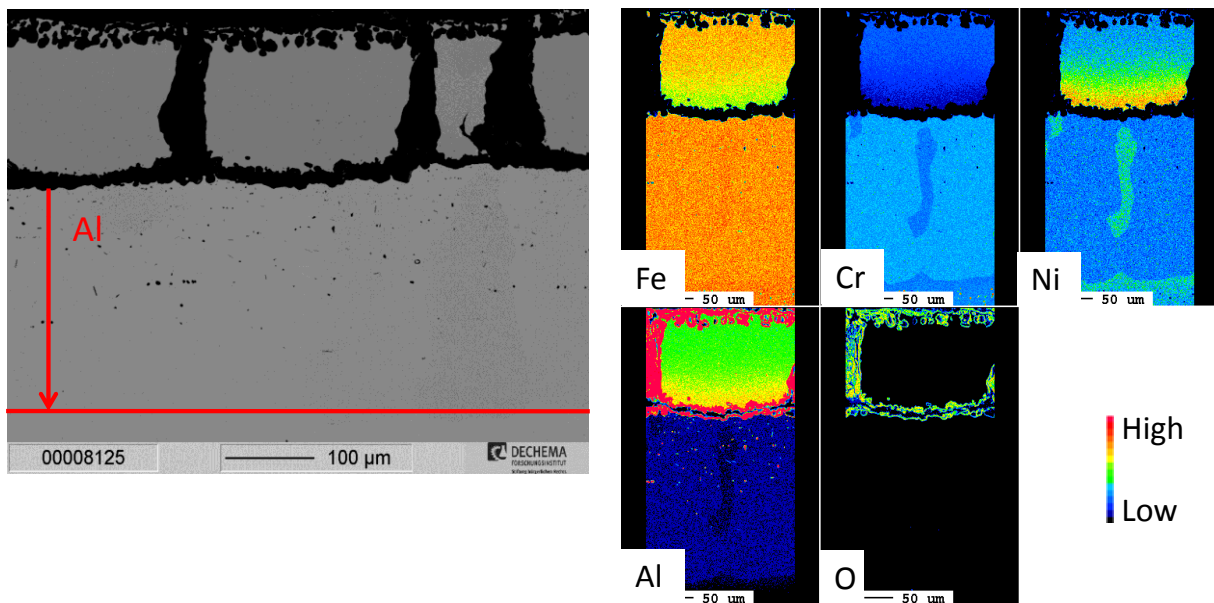 Al
00008125
100 µm
DECHEMA
FORSCHUNGSINSTITUT
Fe
50 um
Cr
50 um
Ni
50 um
Al
50 um
O
50 um
High
Low